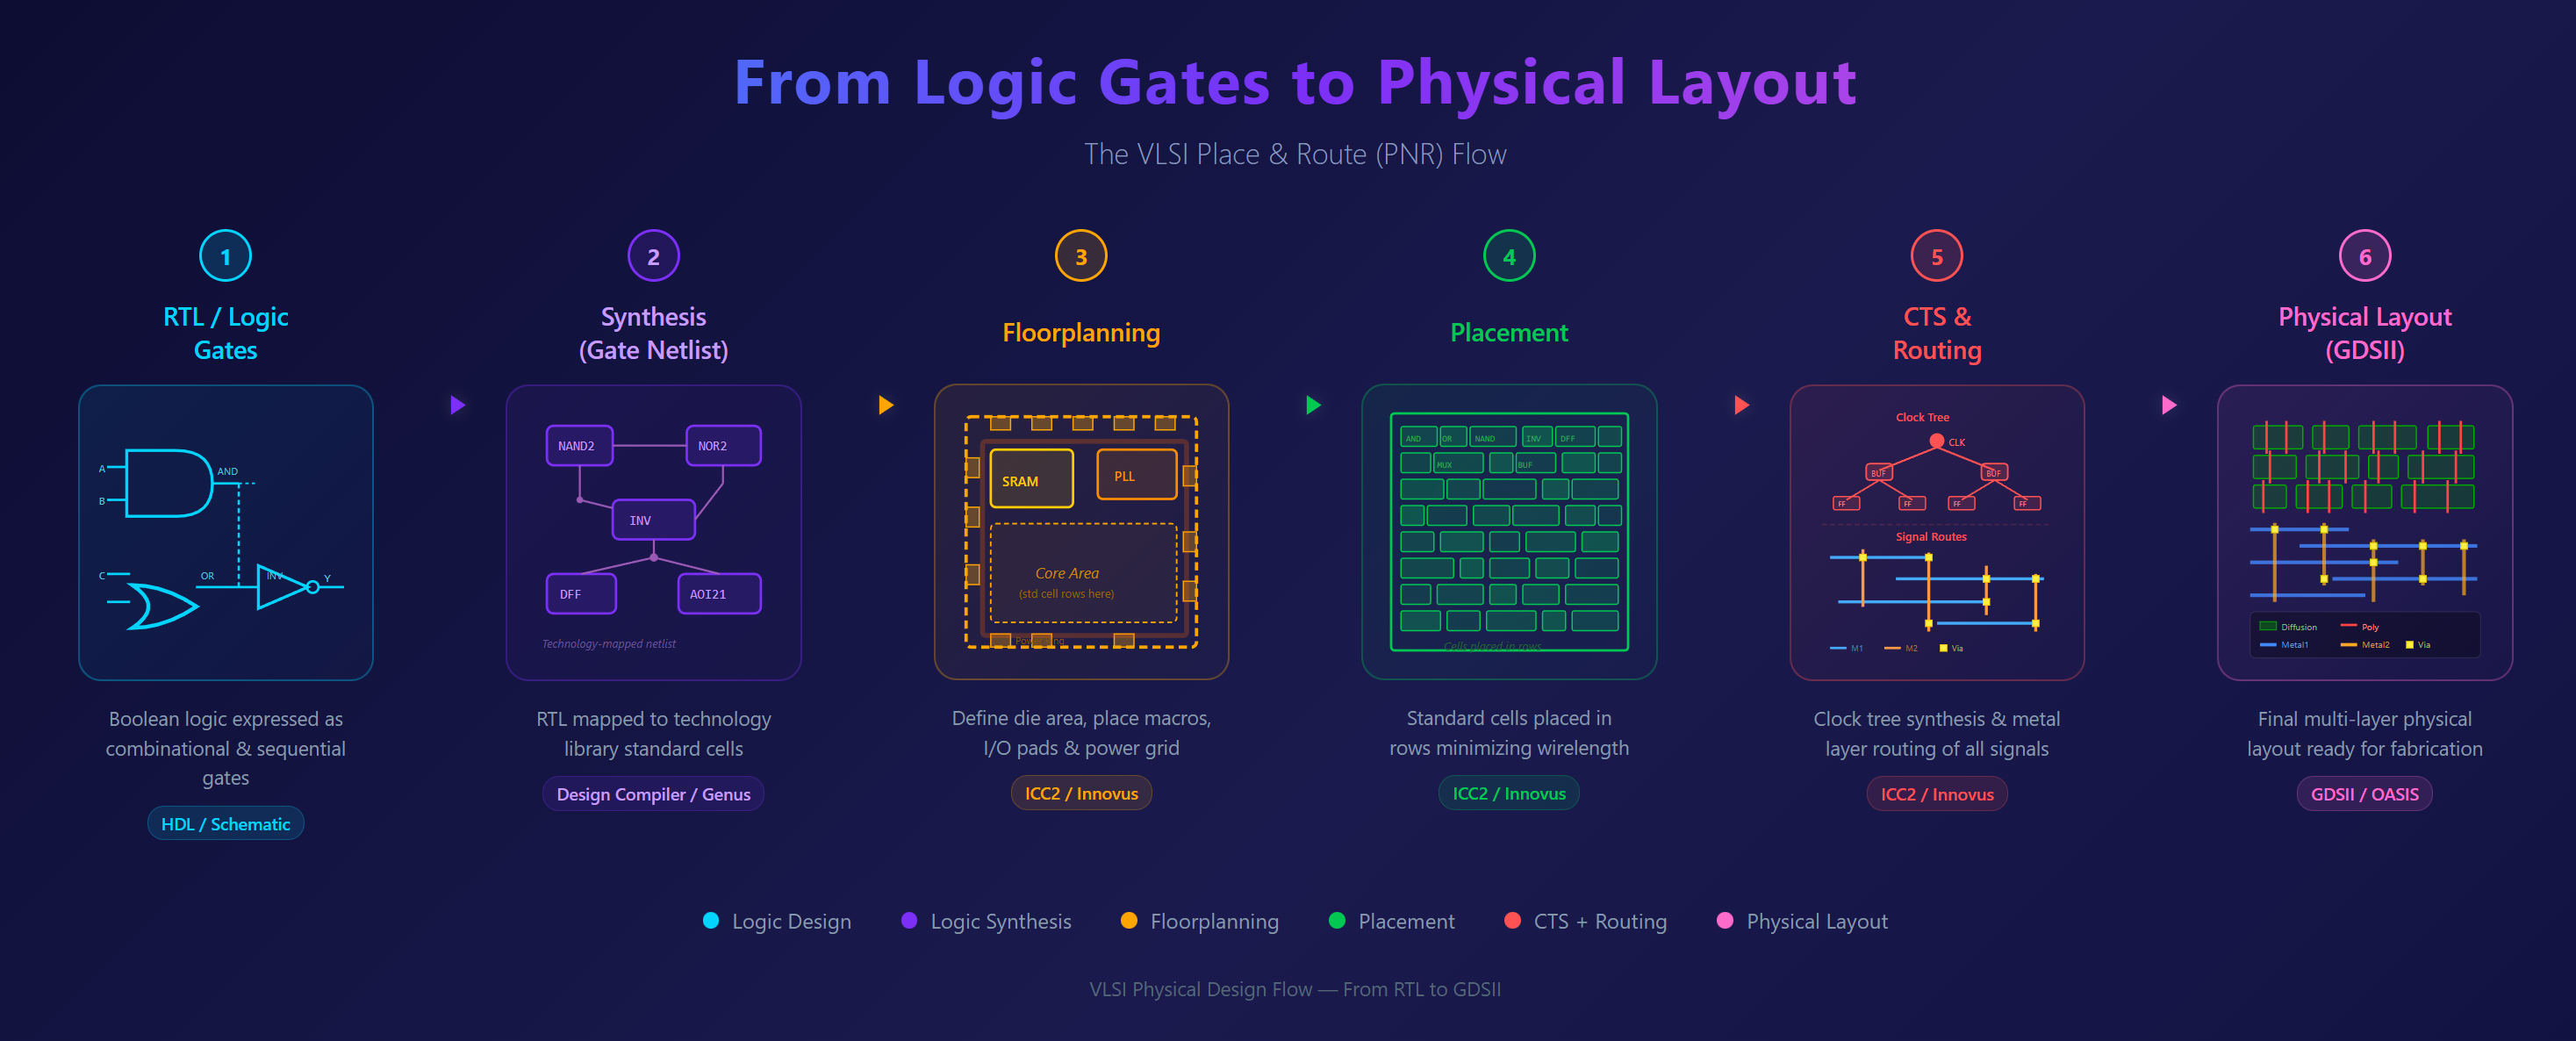 From Logic Gates to Physical Layout
The VLSI Place & Route (PNR) Flow
1
RTL / Logic
Gates
A
B
AND
C
OR
INV
Y
Boolean logic expressed as
combinational & sequential
gates
HDL / Schematic
2
Synthesis
(Gate Netlist)
NAND2
NOR2
INV
DFF
AOI21
Technology-mapped netlist
RTL mapped to technology
library standard cells
Design Compiler / Genus
3
Floorplanning
SRAM
PLL
Core Area
(std cell rows here)
Define die area, place macros,
I/O pads & power grid
ICC2 / Innovus
4
Placement
AND OR NAND INV DFF
MUX BUF
Cells placed in rows
Standard cells placed in
rows minimizing wirelength
ICC2 / Innovus
5
CTS &
Routing
Clock Tree
CLK
BUF BUF
FF FF FF FF
Signal Routes
M1 M2 Via
Clock tree synthesis & metal
layer routing of all signals
ICC2 / Innovus
6
Physical Layout
(GDSII)
Diffusion Poly
Metal1 Metal2 Via
Final multi-layer physical
layout ready for fabrication
GDSII / OASIS
Logic Design Logic Synthesis Floorplanning Placement CTS + Routing Physical Layout
VLSI Physical Design Flow — From RTL to GDSII